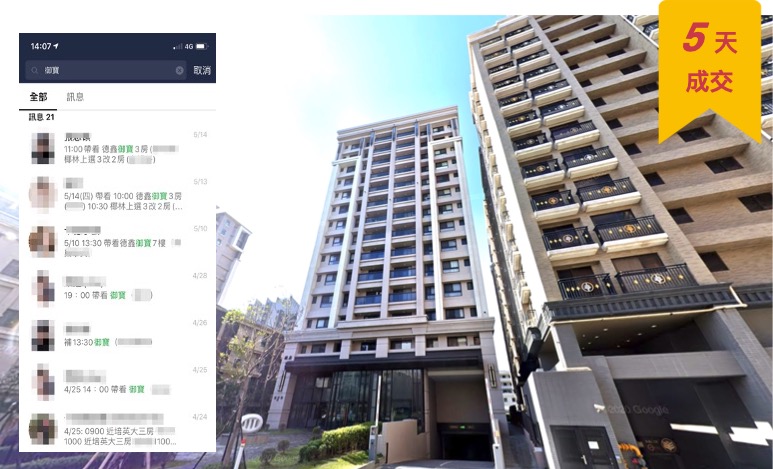 14:07
4G
御寶
取消
全部
訊息
訊息 21
5/14
11:00 帶看 德鑫御寶3房 (
椰林上選3改2房 (
5/13
5/14(四) 帶看 10:00 德鑫御寶3房
10:30 椰林上選3改2房 (...
5/10
5/10 13:30 帶看德鑫御寶7樓
4/28
19：00 帶看 御寶
4/26
補13:30御寶
4/25
4/25 14：00 帶看 御寶
4/24
4/25: 0900 近培英大三房
1000 近培英大三房
5 天
成交
2020 Google